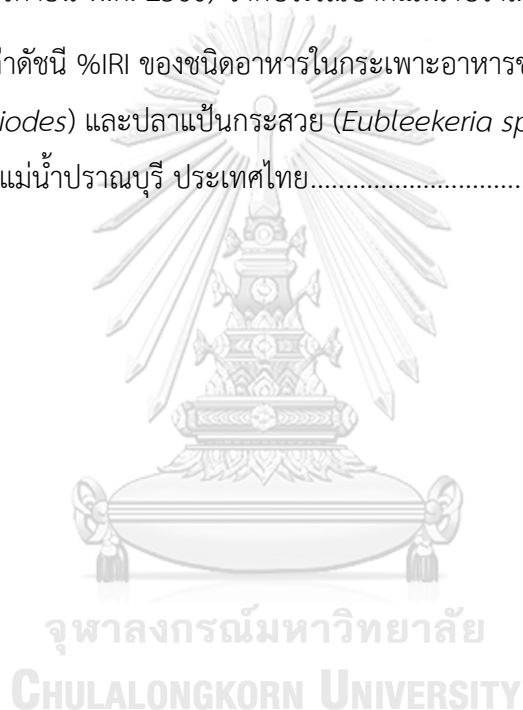 ค่าดัชนี %IRI ของชนิดอาหารในกระเพาะอาหารข
iodes) และปลาแป้นกระสวย (Eubleekeria sp
แม่น้ำปราณบุรี ประเทศไทย..............................
จุฬาลงกรณ์มหาวิทยาลัย
CHULALONGKORN UNIVERSITY